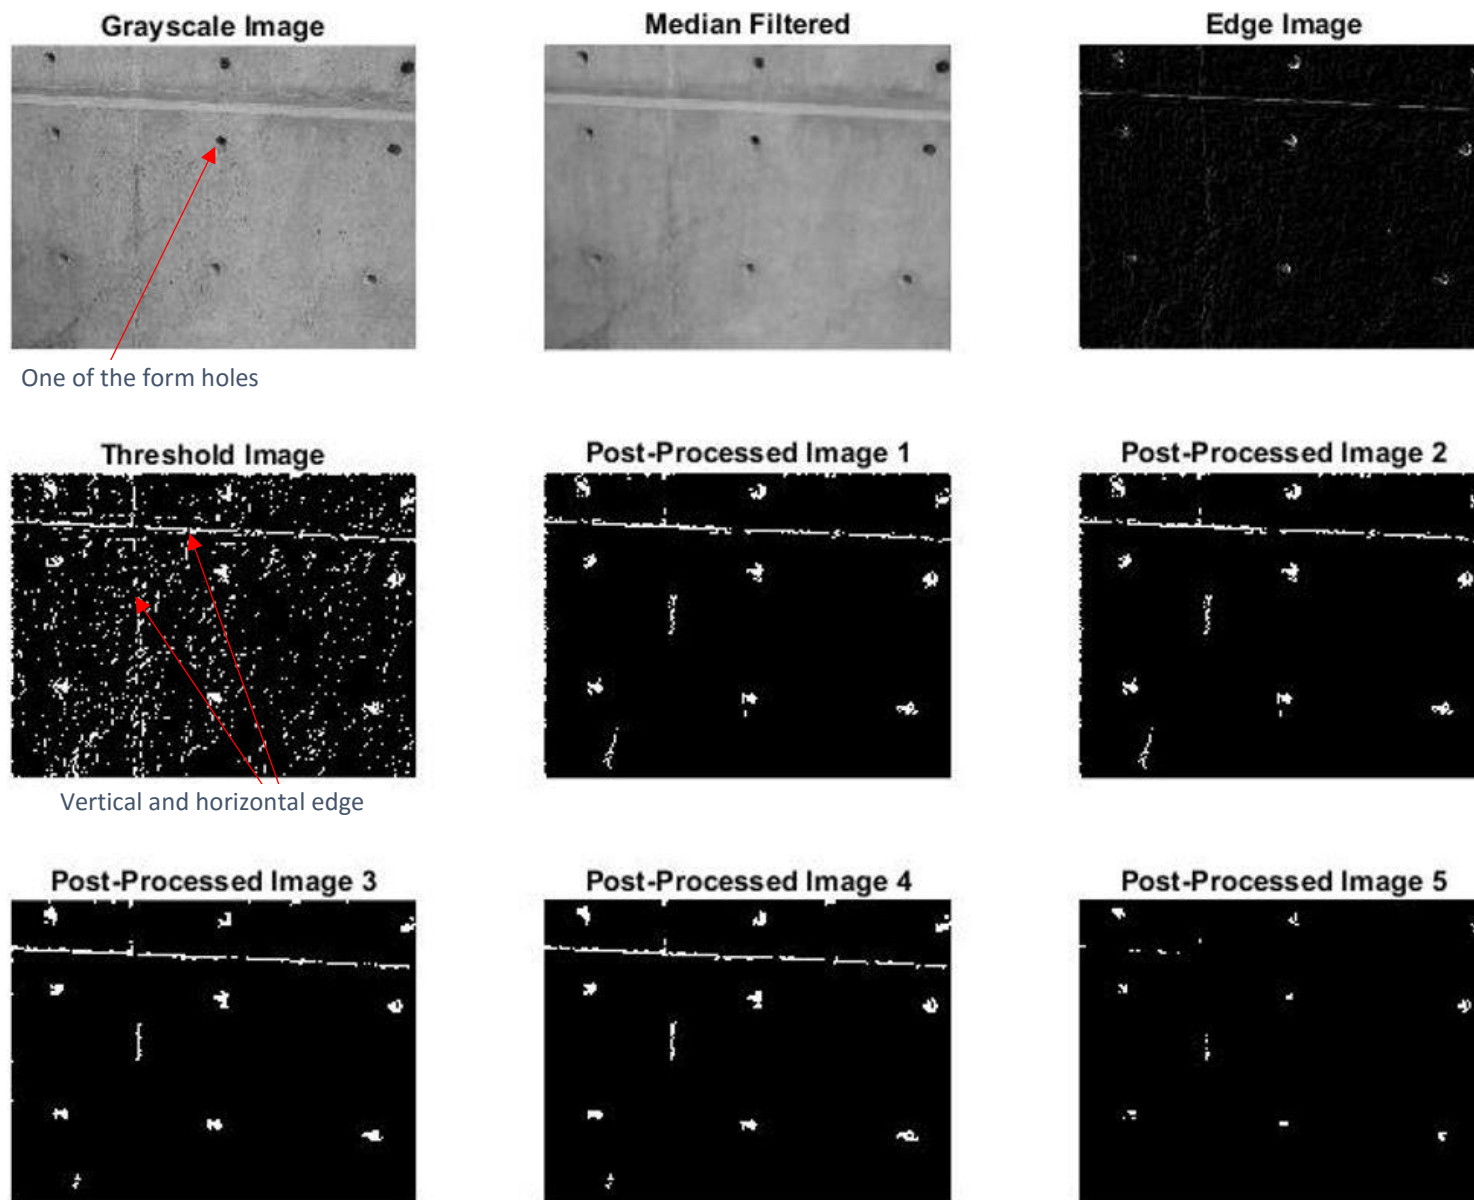 Grayscale Image
Median Filtered
Edge Image
One of the form holes
Threshold Image
Post-Processed Image 1
Post-Processed Image 2
Vertical and horizontal edge
Post-Processed Image 3
Post-Processed Image 4
Post-Processed Image 5